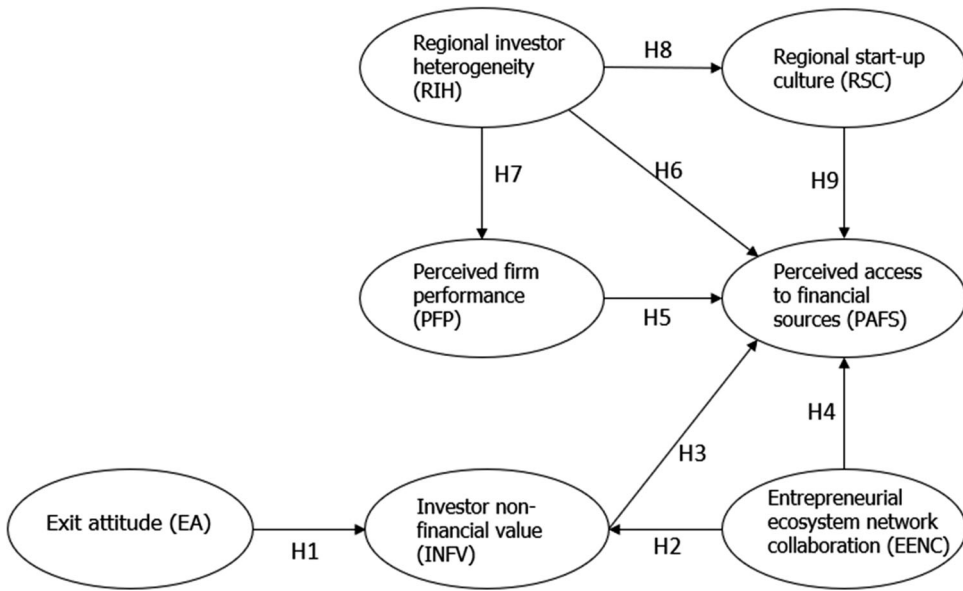 Regional investor
heterogeneity
(RIH)
H8
Regional start-up
culture (RSC)
H7
H6
H9
Perceived firm
performance
(PFP)
H5
Perceived access
to financial
sources (PAFS)
H3
H4
Exit attitude (EA)
H1
Investor non-
financial value
(INFV)
H2
Entrepreneurial
ecosystem network
collaboration (EENC)